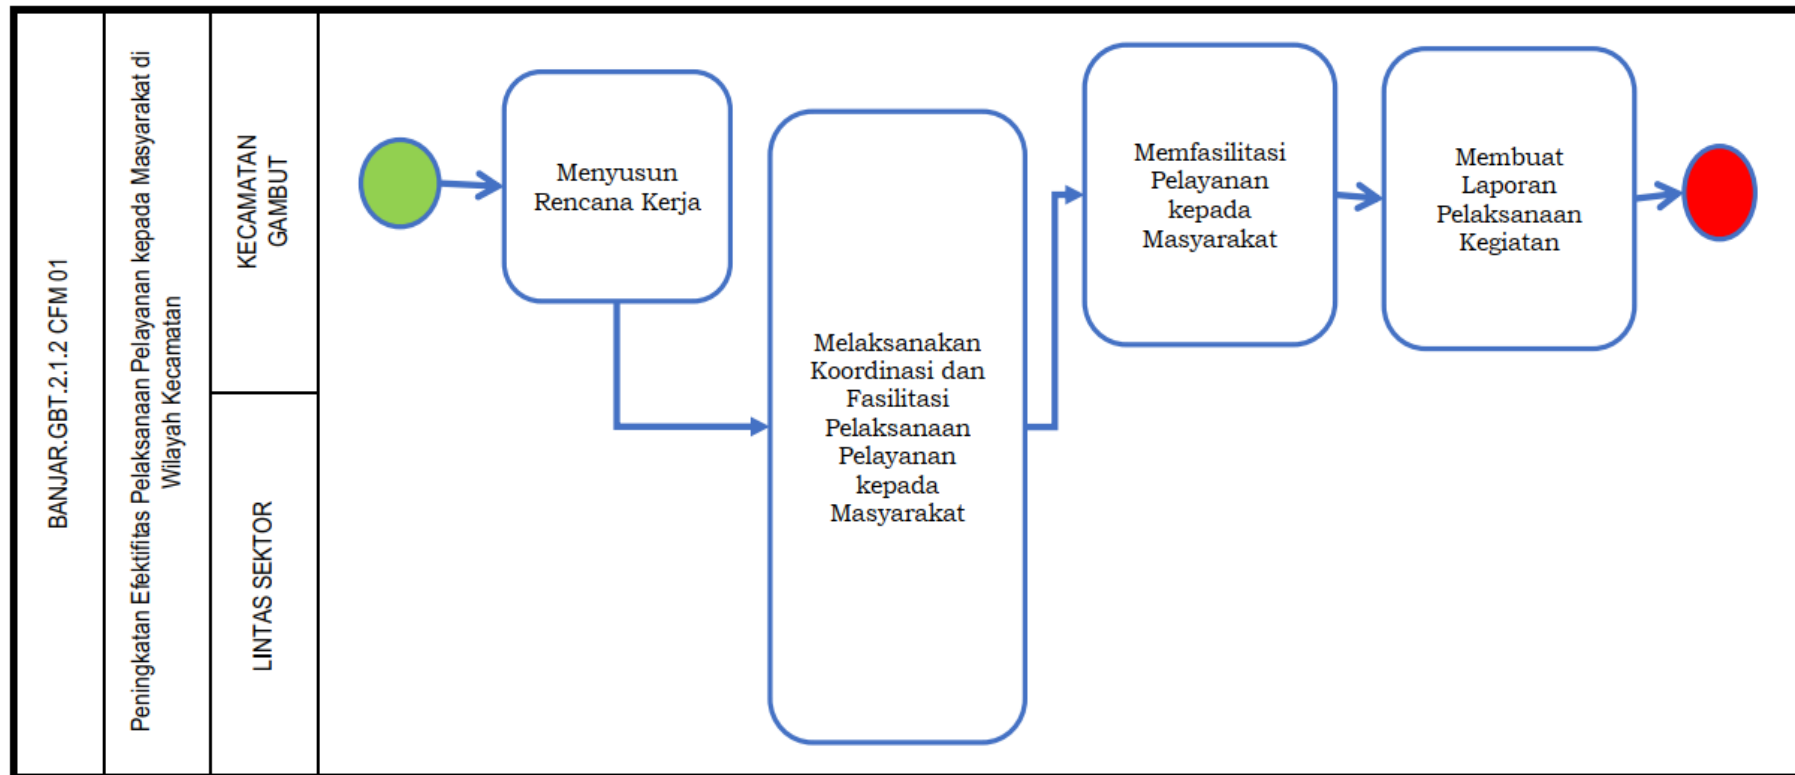 BANJAR.GBT.2.1.2 CFM 01
Peningkatan Efektifitas Pelaksanaan Pelayanan kepada Masyarakat di
Wilayah Kecamatan
KECAMATAN
GAMBUT
LINTAS SEKTOR
Menyusun
Rencana Kerja
Melaksanakan
Koordinasi dan
Fasilitasi
Pelaksanaan
Pelayanan
kepada
Masyarakat
Memfasilitasi
Pelayanan
kepada
Masyarakat
Membuat
Laporan
Pelaksanaan
Kegiatan